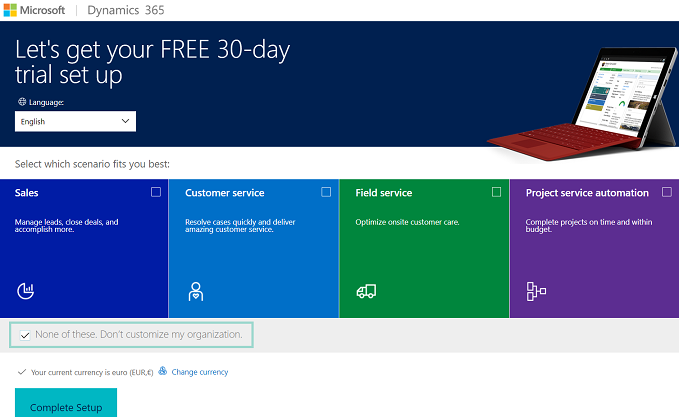 Microsoft | Dynamics 365
Let's get your FREE 30-day
trial set up
Language:
English
Select which scenario fits you best:
Sales
Manage leads, close deals, and
accomplish more.
Customer service
Resolve cases quickly and deliver
amazing customer service.
Field service
Optimize onsite customer care.
Project service automation
Complete projects on time and within
budget.
None of these. Don't customize my organization.
Your current currency is euro (EUR,€) Change currency
Complete Setup